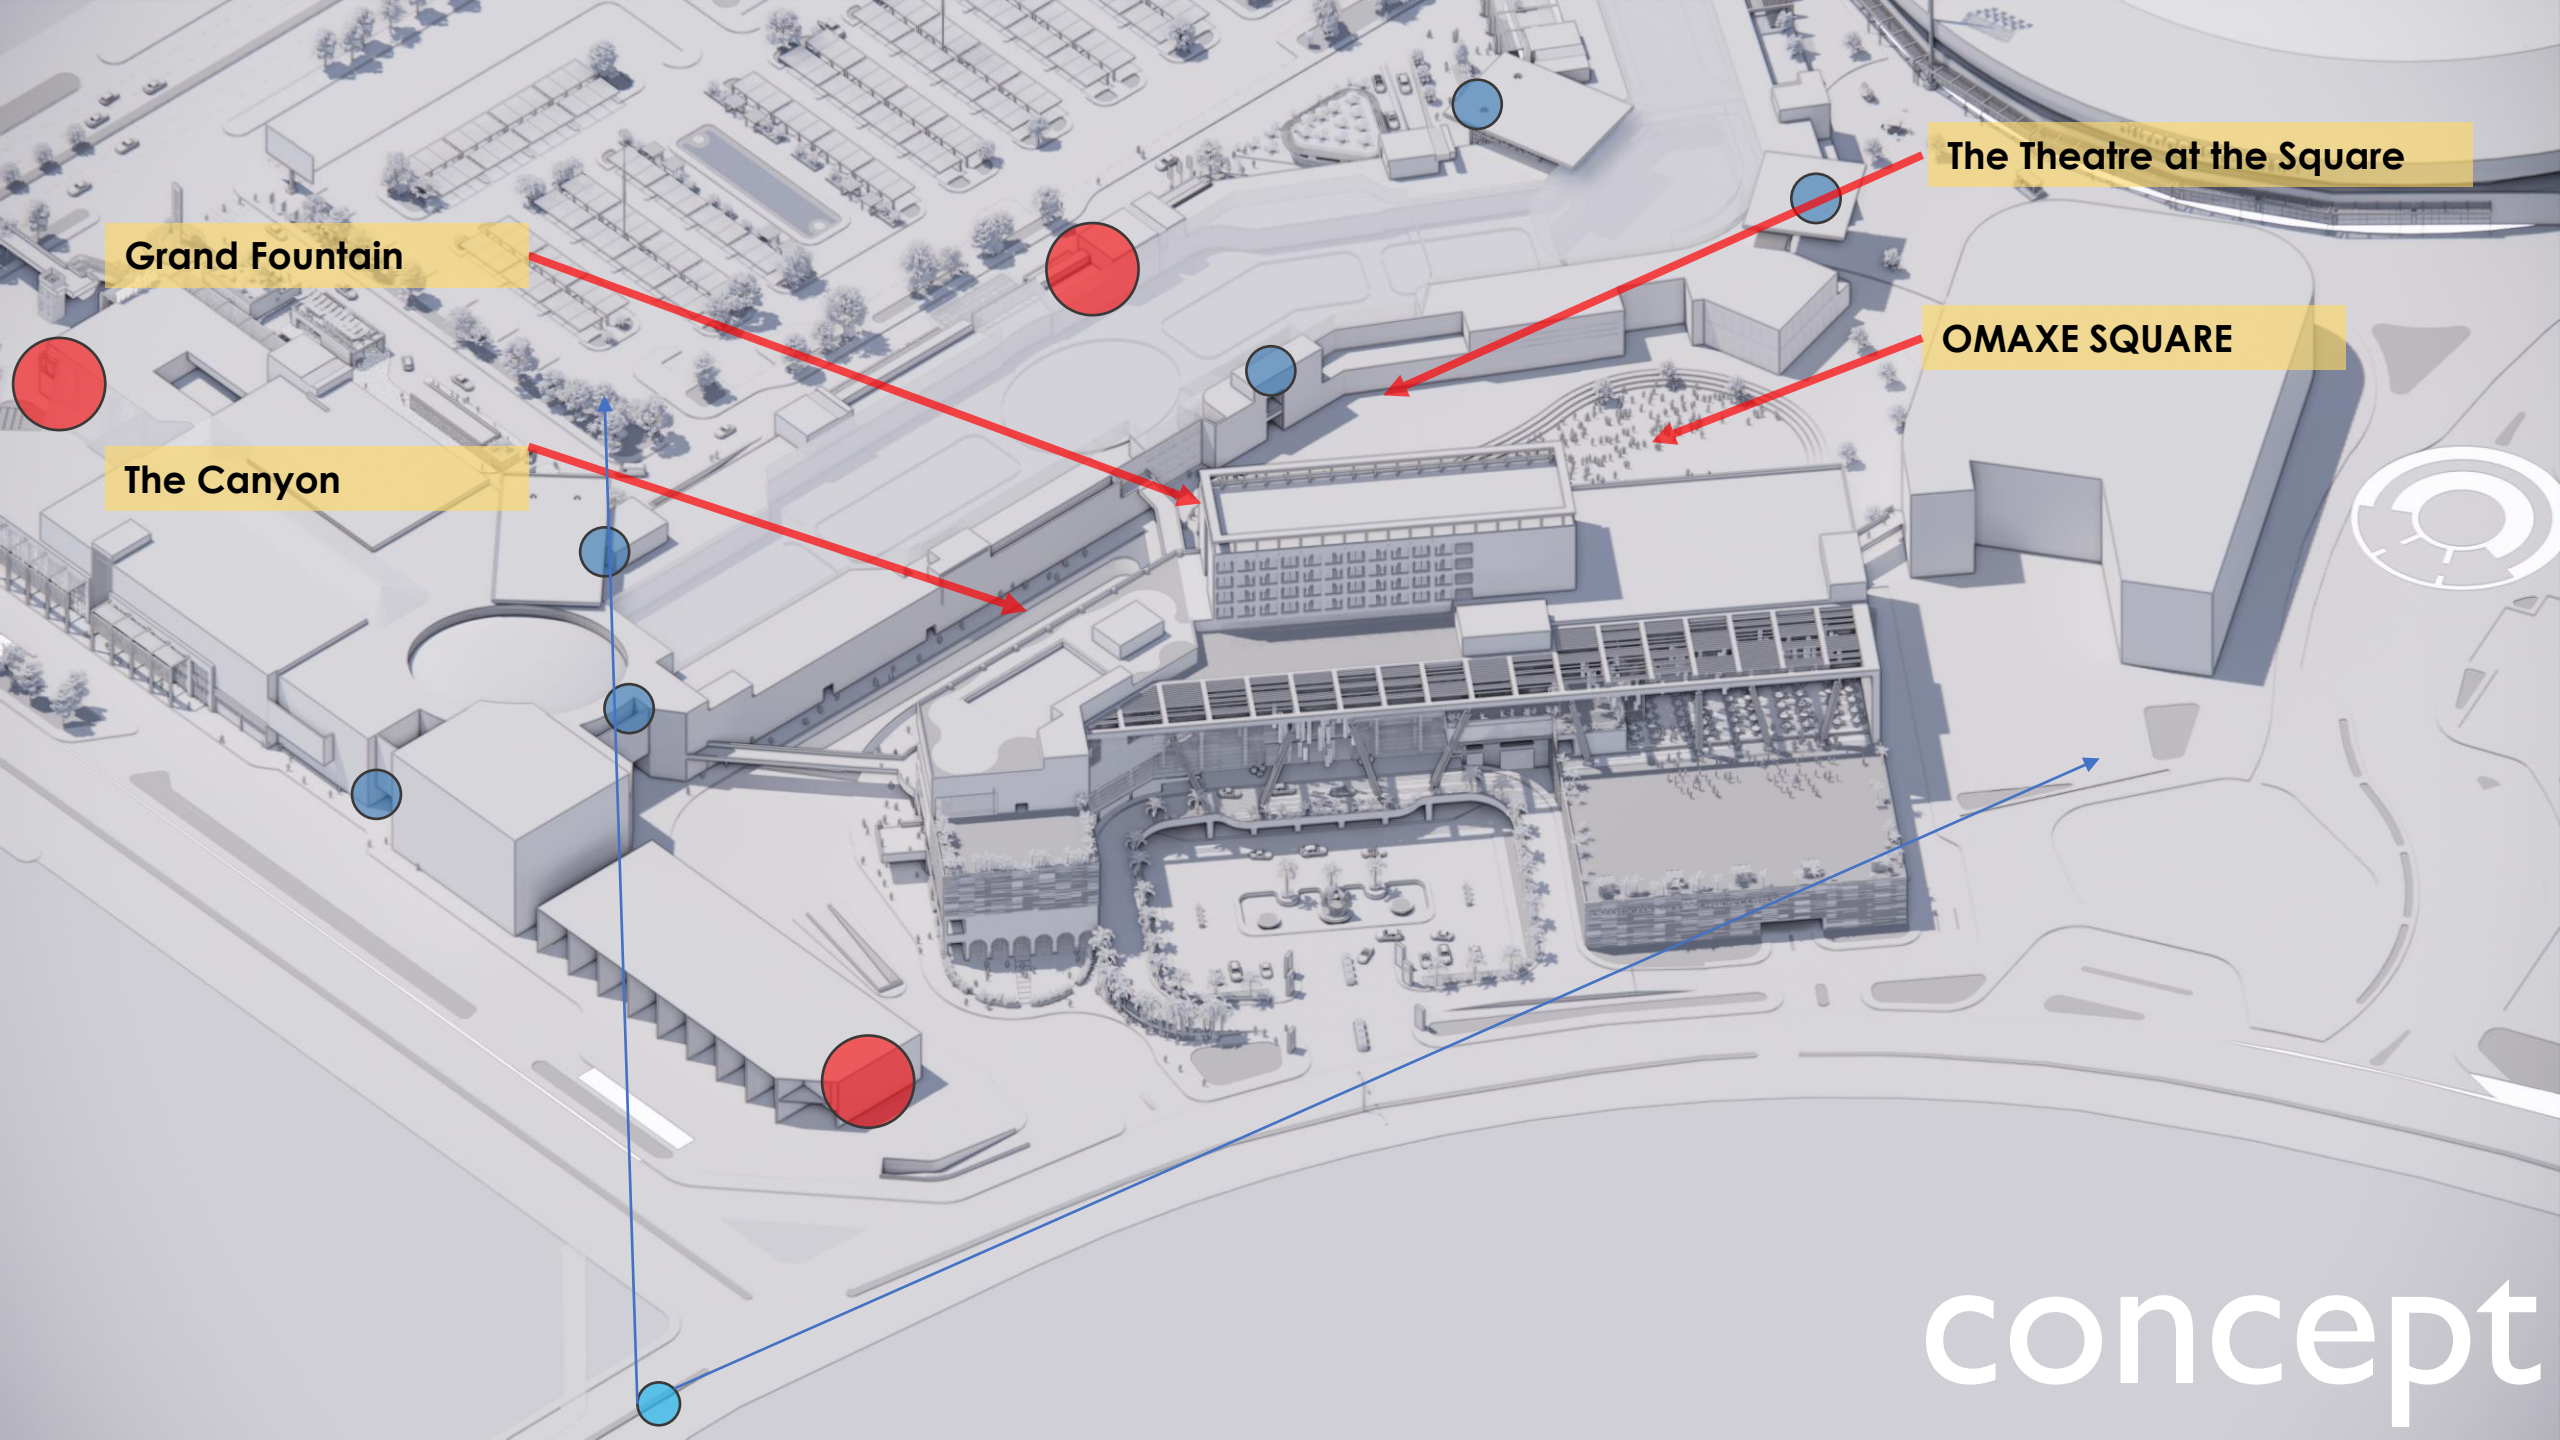 The Theatre at the Square
Grand Fountain
OMAXE SQUARE
The Canyon
concept